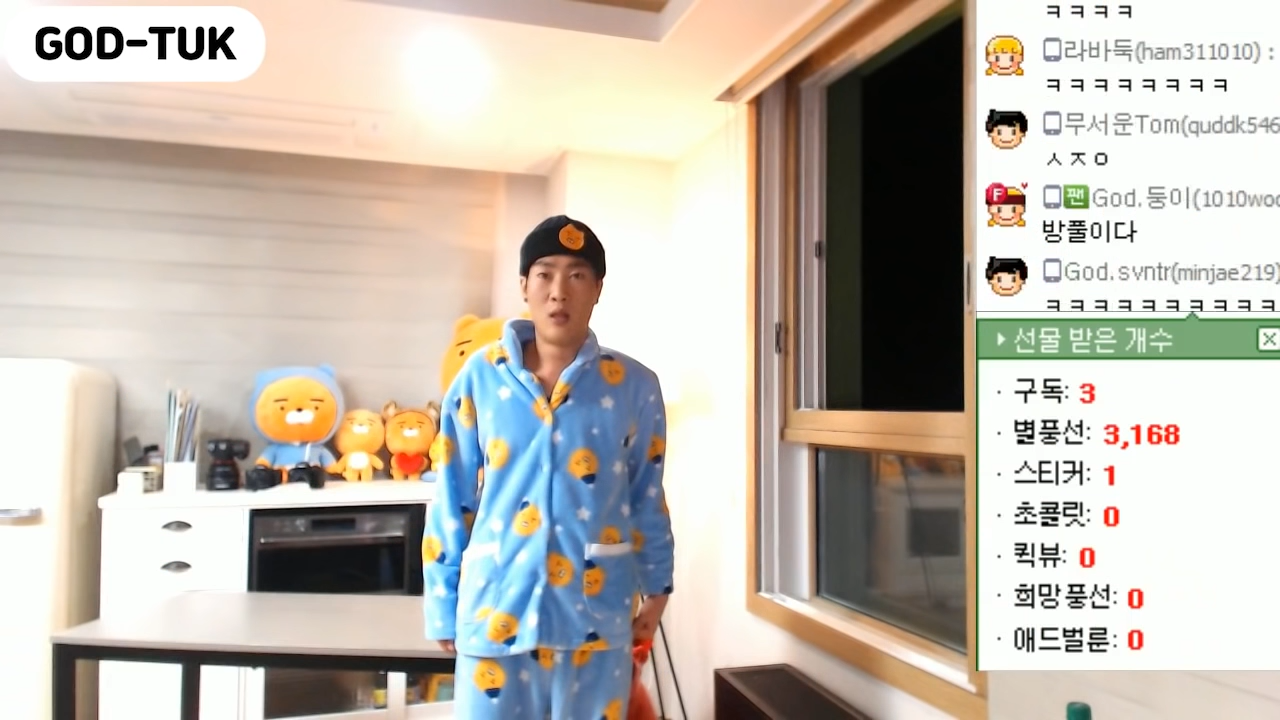 GOD-TUK
ㅋㅋㅋㅋ
라바둑(ham311010) :
ㅋㅋㅋㅋㅋㅋㅋㅋ
무서운Tom(quddk546
ㅅㅈㅇ
F 팬 God.둥이(1010woo
방풀이다
God.svntr(minjae219)
ㅋㅋㅋㅋㅋㅋㅋㅋㅋㅋ
선물 받은 개수
· 구독: 3
· 별풍선: 3,168
· 스티커: 1
· 초콜릿: 0
· 퀵뷰: 0
· 희망풍선: 0
· 애드벌룬: 0